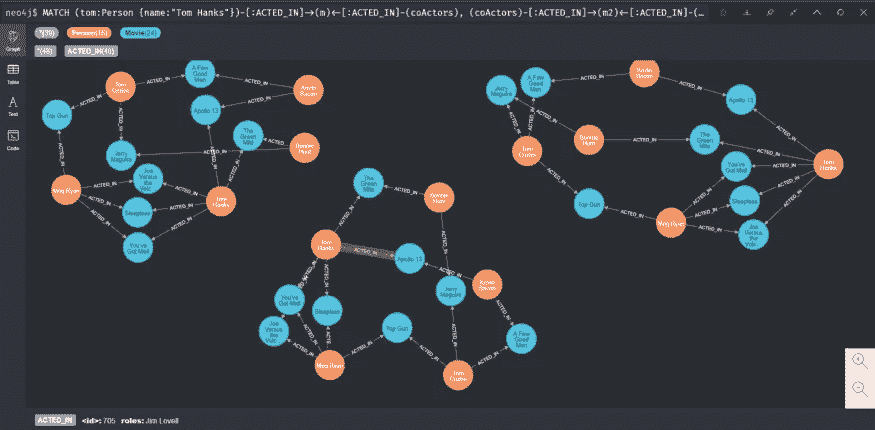 neo4j$ MATCH (tom:Person {name:"Tom Hanks"})-[:ACTED_IN]→(m)←[:ACTED_IN]-(coActors), (coActors)-[:ACTED_IN]→(m2)←[:ACTED_IN]-(…
Graph
*(39) Person(15) Movie(24)
*(48) ACTED_IN(48)
Table
Text
Code
Tom Cruise
A Few Good Men
Kevin Bacon
Top Gun
Apollo 13
The Green Mile
Jerry Maguire
Bonnie Hunt
Meg Ryan
Joe Versus the Volc…
Sleepless
Tom Hanks
You've Got Mail
ACTED_IN
Jerry Maguire
A Few Good Men
Kevin Bacon
Apollo 13
Bonnie Hunt
The Green Mile
Tom Cruise
You've Got Mail
Tom Hanks
Top Gun
Sleepless
Meg Ryan
Joe Versus the Volc…
The Green Mile
Bonnie Hunt
Tom Hanks
ACTED_IN
Apollo 13
Kevin Bacon
Jerry Maguire
You've Got Mail
Sleepless
Joe Versus the Volc…
Top Gun
A Few Good Men
Meg Ryan
Tom Cruise
ACTED_IN <id>: 705 roles: Jim Lovell